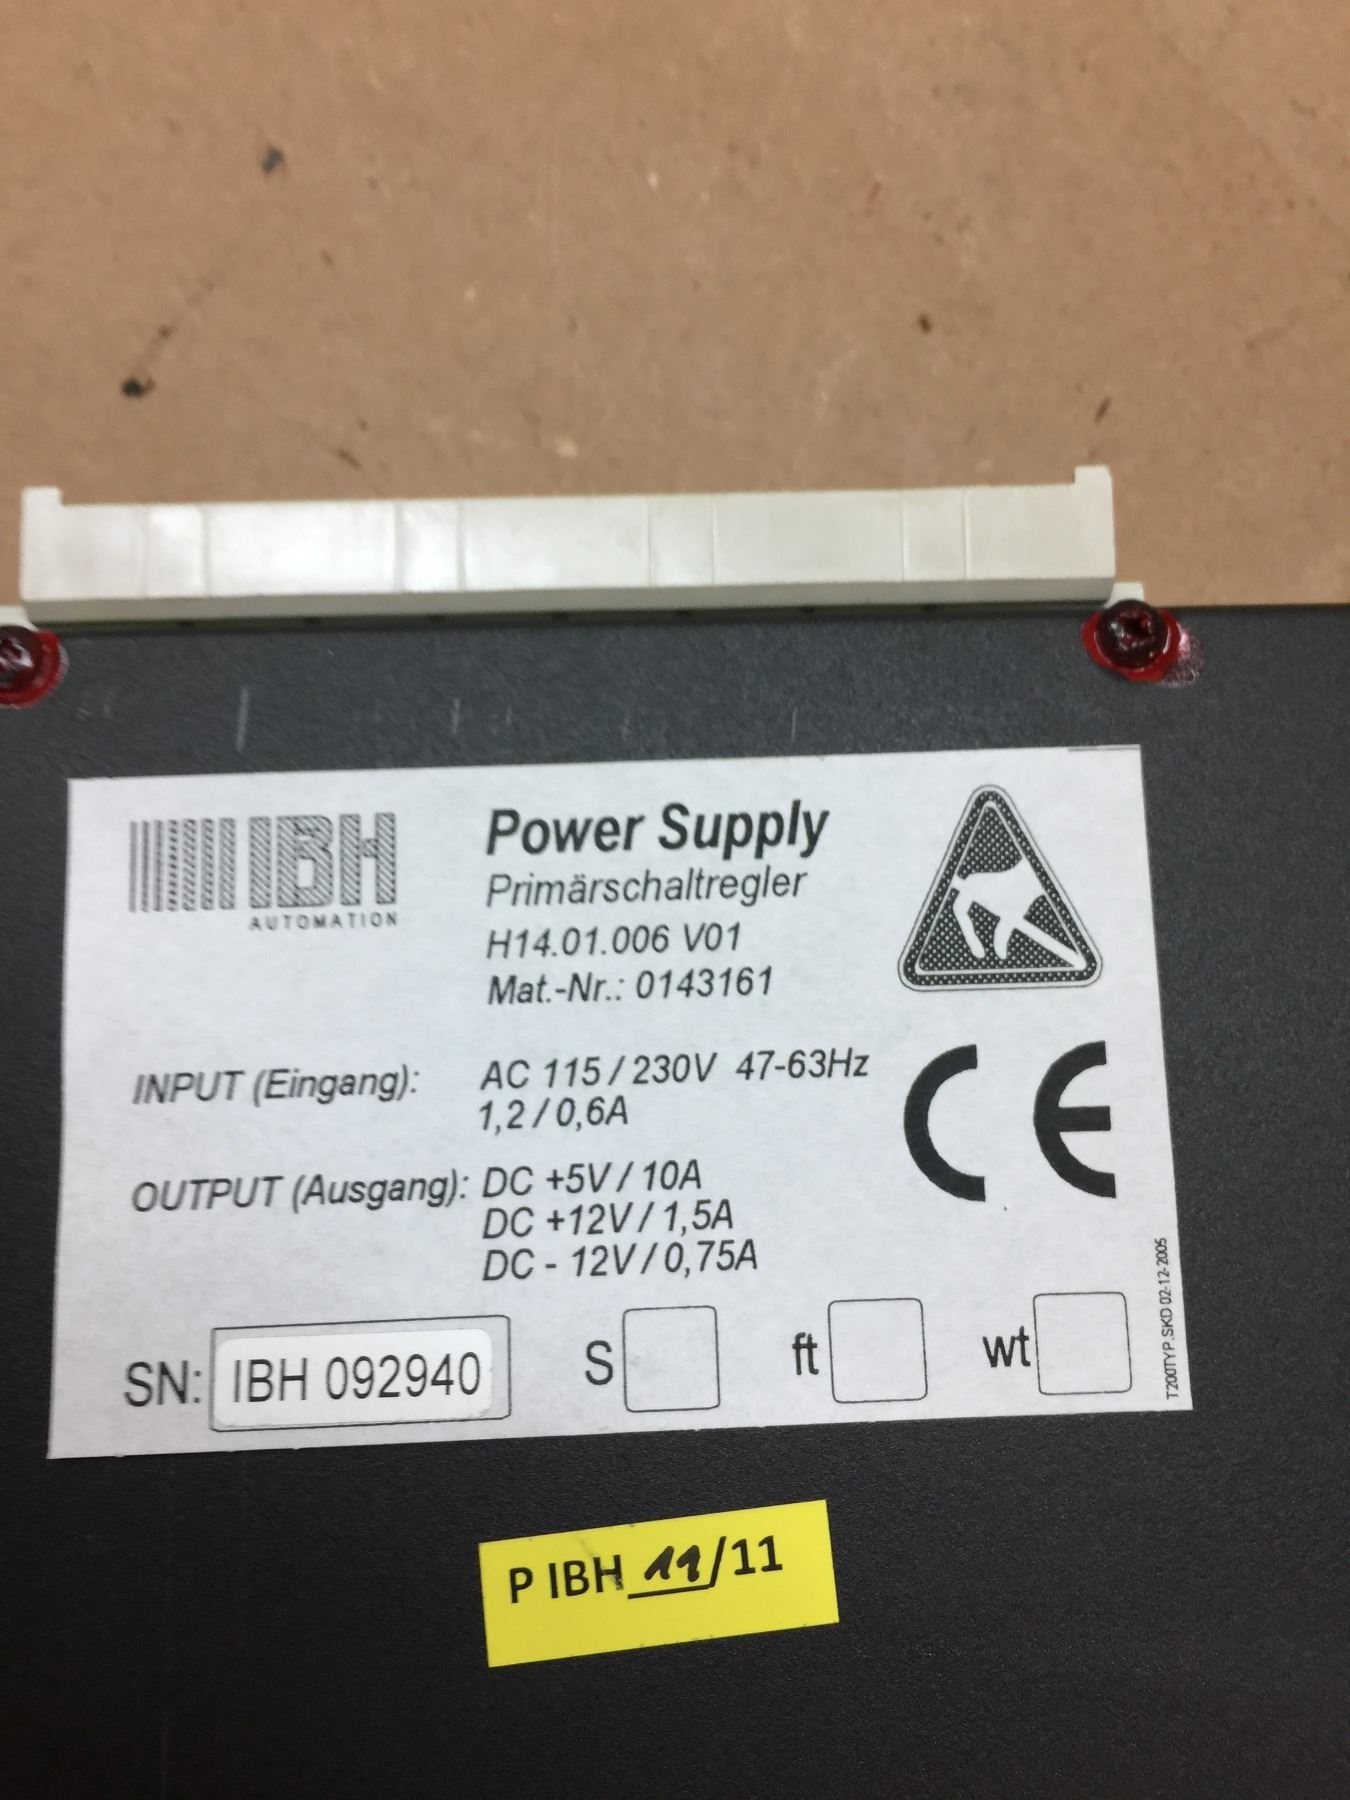 IBH
AUTOMATION
Power Supply
Primärschaltregler
H14.01.006 V01
Mat.-Nr.: 0143161
INPUT (Eingang): AC 115 / 230V 47-63Hz
1,2 / 0,6A
OUTPUT (Ausgang): DC +5V / 10A
DC +12V / 1,5A
DC - 12V / 0,75A
CE
SN: IBH 092940 S ft wt
T200TYP.SKD 02-12-2005
P IBH 11/11